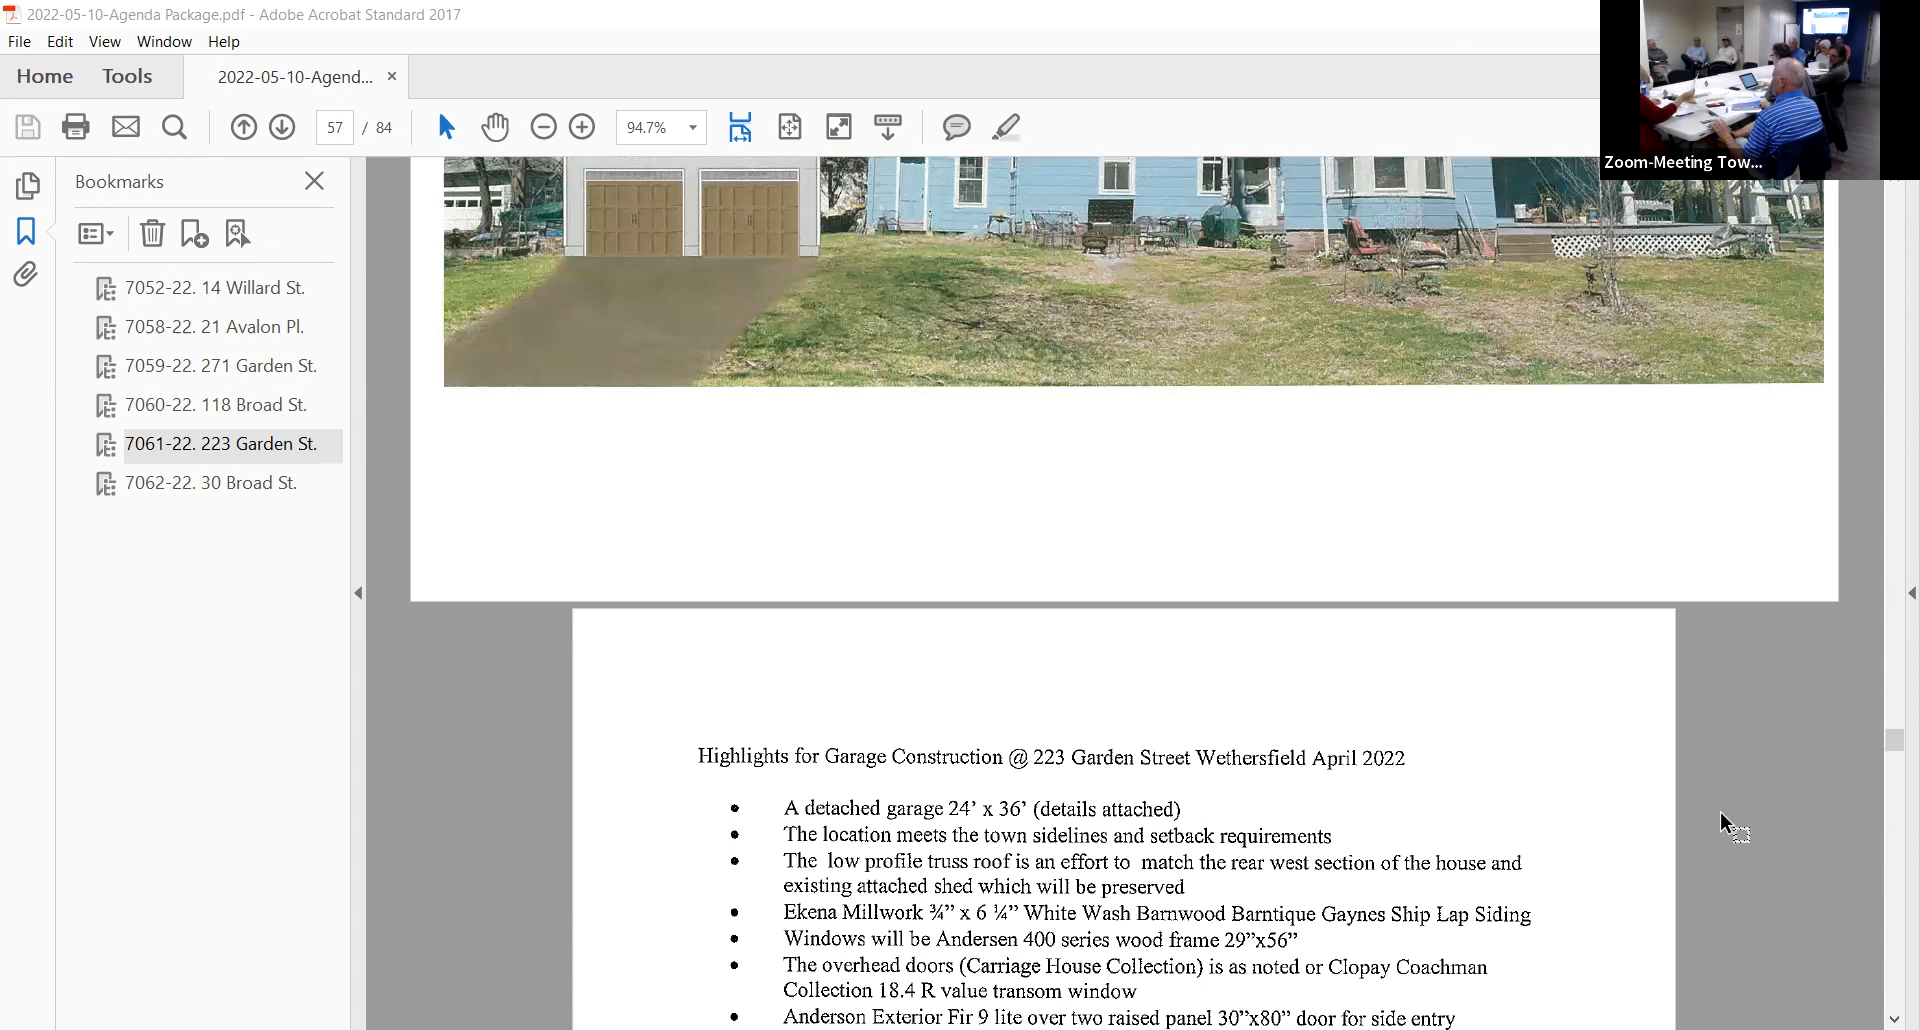 2022-05-10-Agenda Package.pdf - Adobe Acrobat Standard 2017
File Edit View Window Help
Home Tools 2022-05-10-Agend... ×
57 / 84 94.7%
Zoom-Meeting Tow...
Bookmarks
7052-22. 14 Willard St.
7058-22. 21 Avalon Pl.
7059-22. 271 Garden St.
7060-22. 118 Broad St.
7061-22. 223 Garden St.
7062-22. 30 Broad St.
Highlights for Garage Construction @ 223 Garden Street Wethersfield April 2022
• A detached garage 24’ x 36’ (details attached)
• The location meets the town sidelines and setback requirements
• The low profile truss roof is an effort to match the rear west section of the house and
existing attached shed which will be preserved
• Ekena Millwork ¾” x 6 ¼” White Wash Barnwood Barntique Gaynes Ship Lap Siding
• Windows will be Andersen 400 series wood frame 29”x56”
• The overhead doors (Carriage House Collection) is as noted or Clopay Coachman
Collection 18.4 R value transom window
• Anderson Exterior Fir 9 lite over two raised panel 30”x80” door for side entry